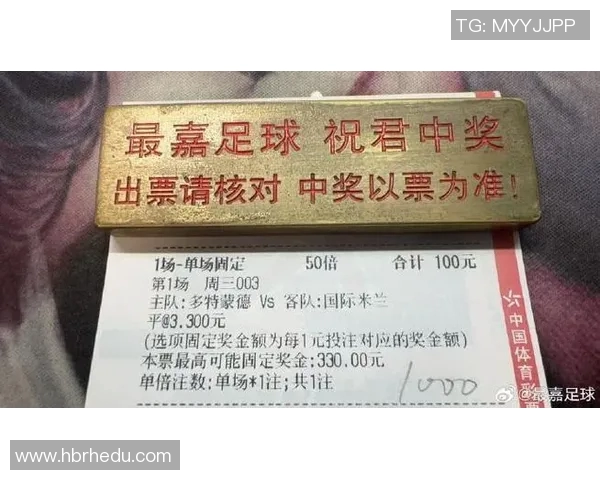 TG: MYYJJPP
最嘉足球 祝君中奖
出票请核对 中奖以票为准!
1场-单场固定 50倍 合计 100元
第1场 周三003
主队:多特蒙德 Vs 客队:国际米兰
平@3.300元
(选项固定奖金额为每1元投注对应的奖金额)
本票最高可能固定奖金:330.00元
单倍注数:单场*1注;共1注
1000
中国体育彩票
@最嘉足球
www.hbrhedu.com